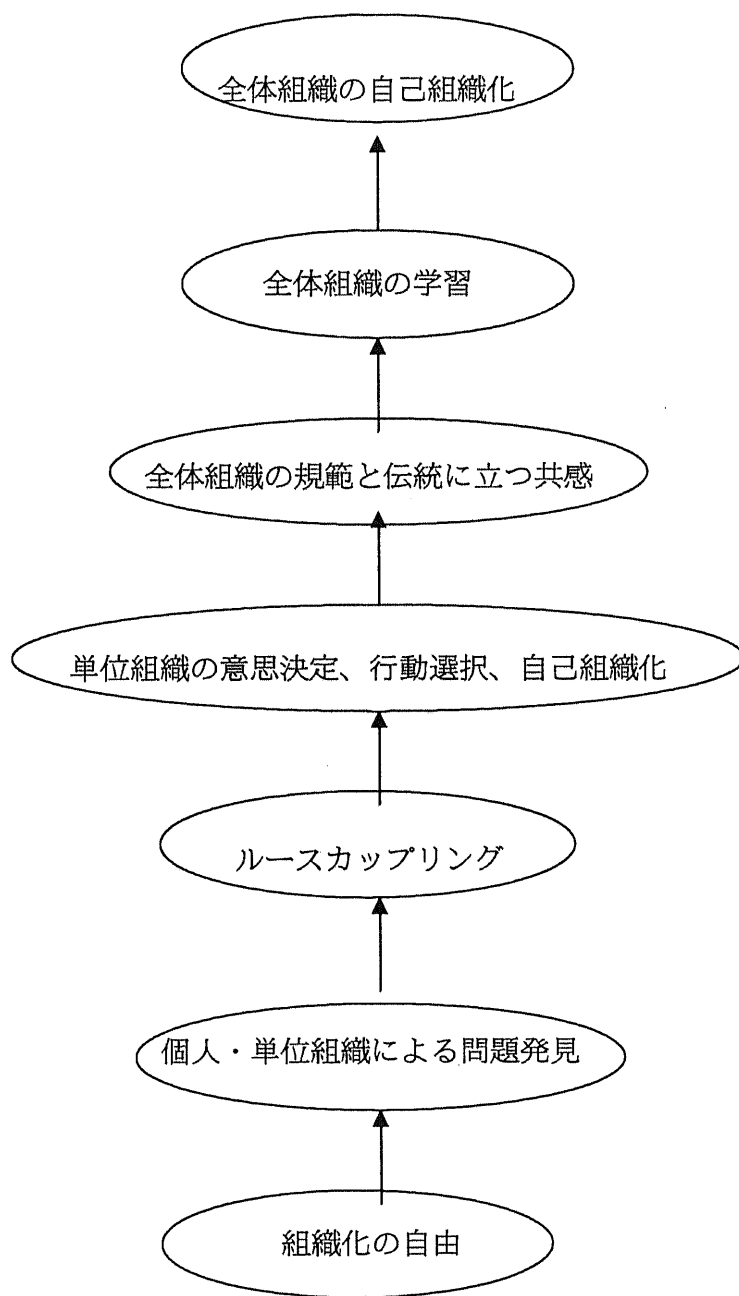 全体組織の自己組織化
全体組織の学習
全体組織の規範と伝統に立つ共感
単位組織の意思決定、行動選択、自己組織化
ルースカップリング
個人・単位組織による問題発見
組織化の自由